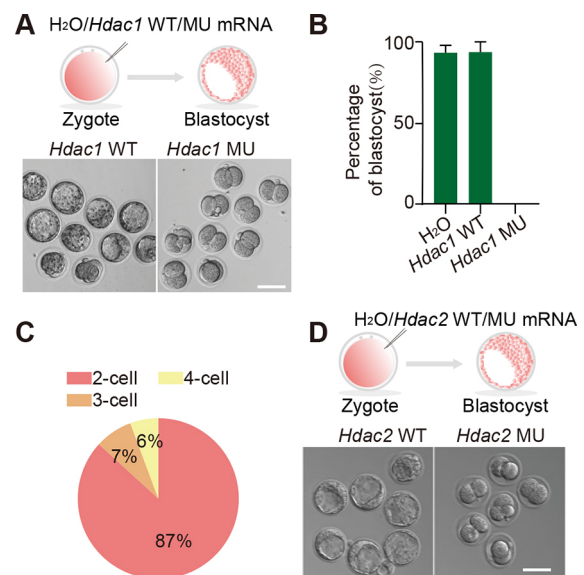 A
H₂O/Hdac1 WT/MU mRNA
Zygote
Blastocyst
Hdac1 WT
Hdac1 MU
B
Percentage
of blastocyst(%)
100
50
0
H₂O
Hdac1 WT
Hdac1 MU
C
2-cell
4-cell
3-cell
6%
7%
87%
D
H₂O/Hdac2 WT/MU mRNA
Zygote
Blastocyst
Hdac2 WT
Hdac2 MU